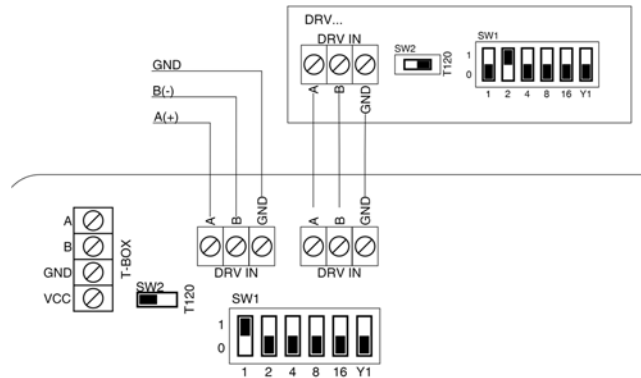 DRV...
DRV IN
SW2
T120
SW1
1
0
1 2 4 8 16 Y1
A
B
GND
GND
B(-)
A(+)
A
B
GND
A
B
GND
DRV IN
DRV IN
A
B
GND
VCC
T-BOX
SW2
T120
SW1
1
0
1 2 4 8 16 Y1